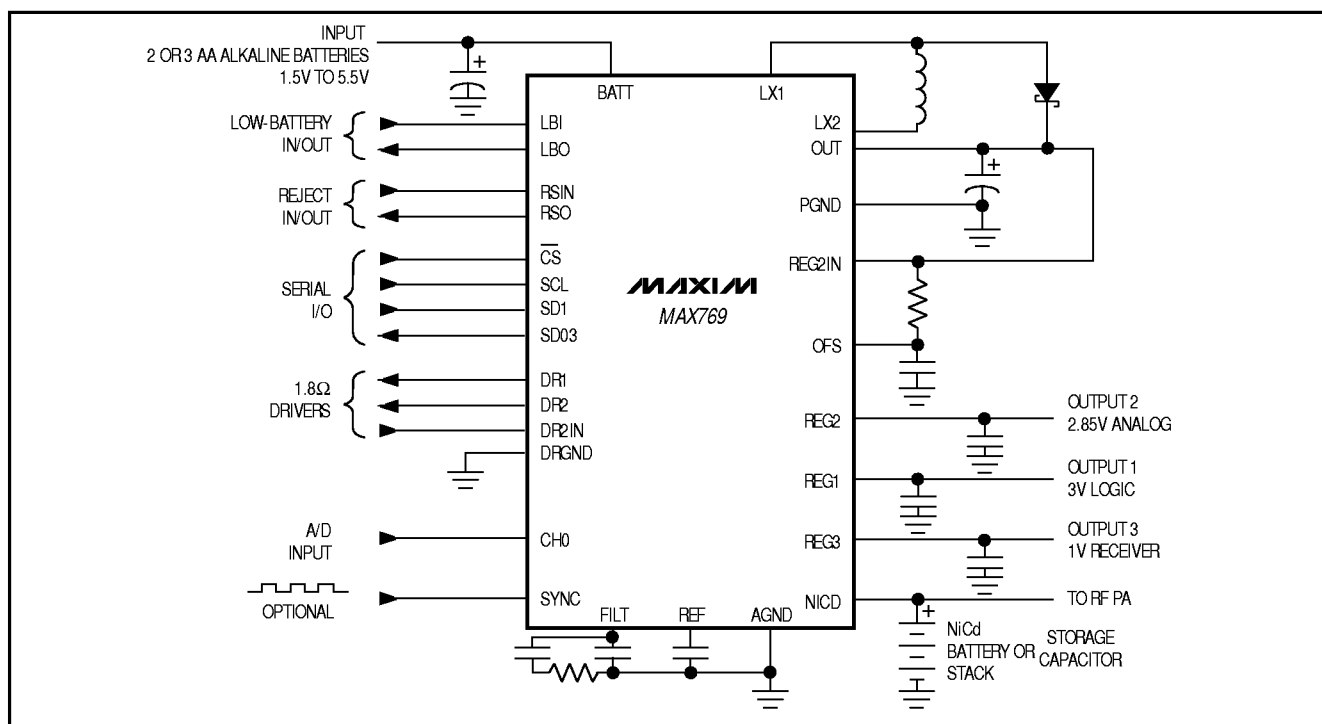 INPUT
2 OR 3 AA ALKALINE BATTERIES
1.5V TO 5.5V
LOW-BATTERY
IN/OUT
REJECT
IN/OUT
SERIAL
I/O
1.8Ω
DRIVERS
A/D
INPUT
OPTIONAL
BATT
LX1
LBI
LBO
RSIN
RSO
CS
SCL
SD1
SD03
DR1
DR2
DR2IN
DRGND
CH0
SYNC
FILT
REF
AGND
MAXIM
MAX769
LX2
OUT
PGND
REG2IN
OFS
REG2
REG1
REG3
NICD
+
+
OUTPUT 2
2.85V ANALOG
OUTPUT 1
3V LOGIC
OUTPUT 3
1V RECEIVER
TO RF PA
+
NiCd
BATTERY OR
STACK
STORAGE
CAPACITOR